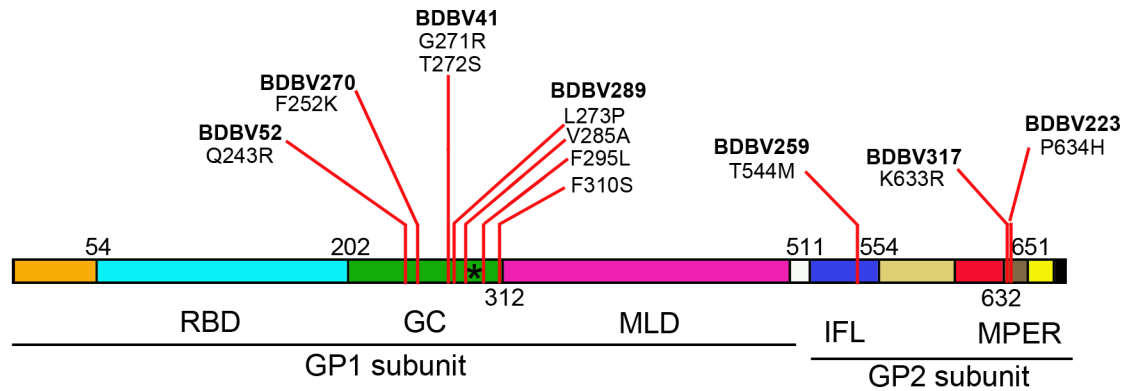 BDBV41
G271R
T272S
BDBV270
F252K
BDBV289
L273P
V285A
F295L
F310S
BDBV52
Q243R
BDBV259
T544M
BDBV317
K633R
BDBV223
P634H
54
202
*
312
511
554
632
651
RBD
GC
MLD
IFL
MPER
GP1 subunit
GP2 subunit